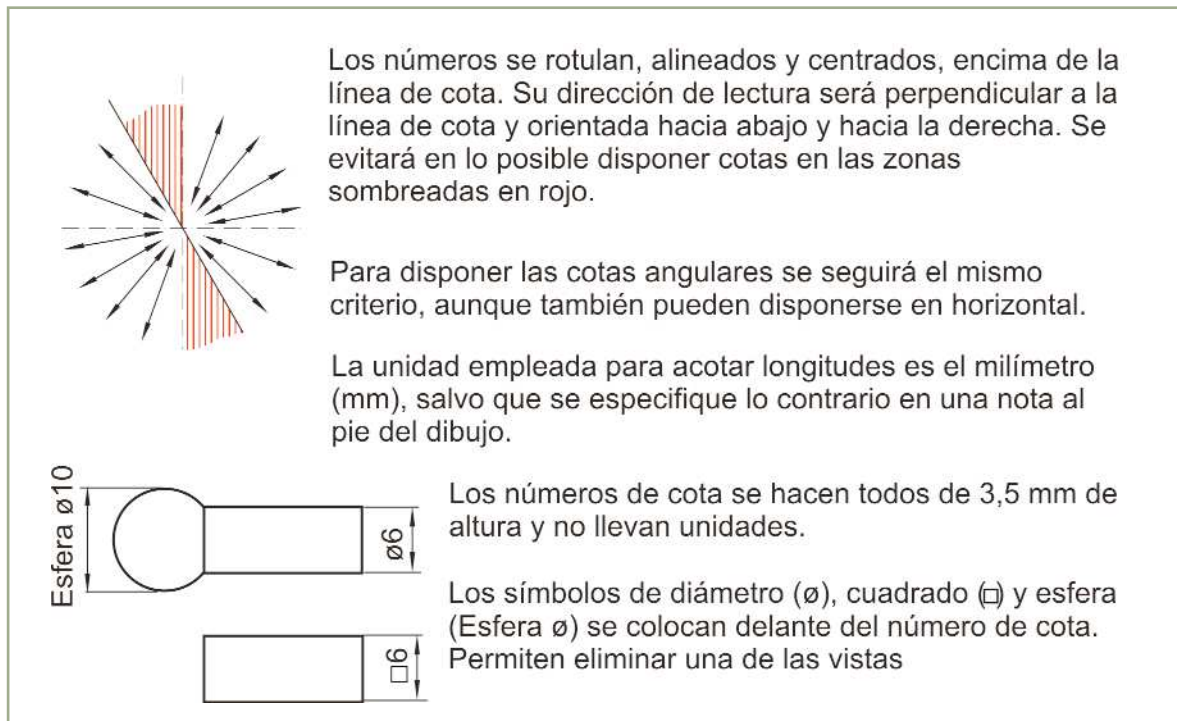 Los números se rotulan, alineados y centrados, encima de la
línea de cota. Su dirección de lectura será perpendicular a la
línea de cota y orientada hacia abajo y hacia la derecha. Se
evitará en lo posible disponer cotas en las zonas
sombreadas en rojo.
Para disponer las cotas angulares se seguirá el mismo
criterio, aunque también pueden disponerse en horizontal.
La unidad empleada para acotar longitudes es el milímetro
(mm), salvo que se especifique lo contrario en una nota al
pie del dibujo.
Esfera ø10
ø6
□6
Los números de cota se hacen todos de 3,5 mm de
altura y no llevan unidades.
Los símbolos de diámetro (ø), cuadrado (□) y esfera
(Esfera ø) se colocan delante del número de cota.
Permiten eliminar una de las vistas